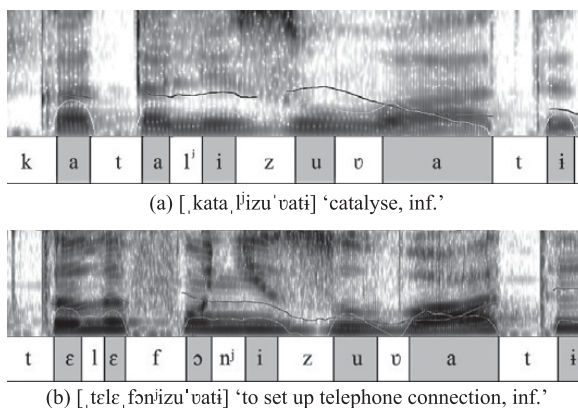 k a t a lʲ i z u ʋ a t ɨ
(a) [ˌkataˌlʲizuˈʋatɨ] ‘catalyse, inf.’
t ɛ l ɛ f ɔ nʲ i z u ʋ a t ɨ
(b) [ˌtɛlɛˌfɔnʲizuˈʋatɨ] ‘to set up telephone connection, inf.’